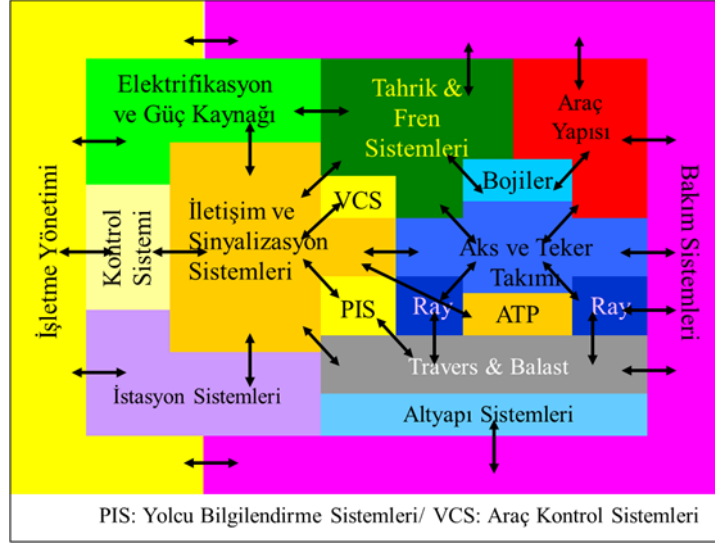 Elektrifikasyon
ve Güç Kaynağı
Tahrik &
Fren
Sistemleri
Araç
Yapısı
Bojiler
VCS
İletişim ve
Sinyalizasyon
Sistemleri
Kontrol
Sistemi
İşletme Yönetimi
Bakım Sistemleri
Aks ve Teker
Takımı
PIS
Ray
ATP
Ray
Travers & Balast
İstasyon Sistemleri
Altyapı Sistemleri
PIS: Yolcu Bilgilendirme Sistemleri/ VCS: Araç Kontrol Sistemleri